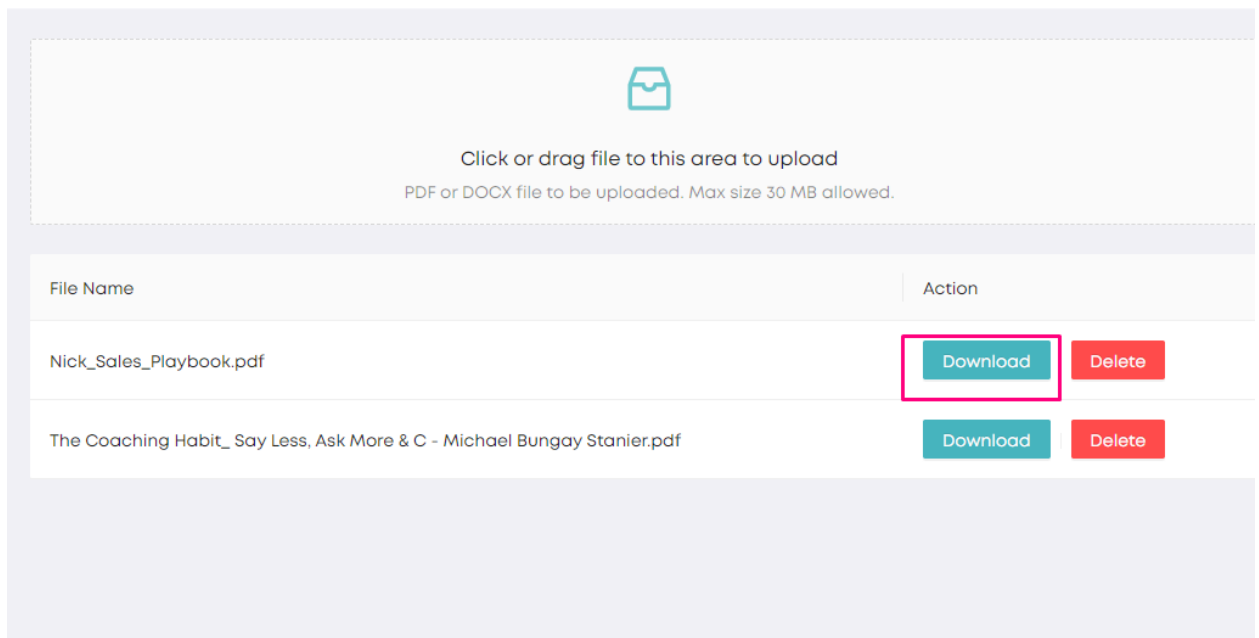 Click or drag file to this area to upload
PDF or DOCX file to be uploaded. Max size 30 MB allowed.
File Name Action
Nick_Sales_Playbook.pdf Download Delete
The Coaching Habit_ Say Less, Ask More & C - Michael Bungay Stanier.pdf Download Delete